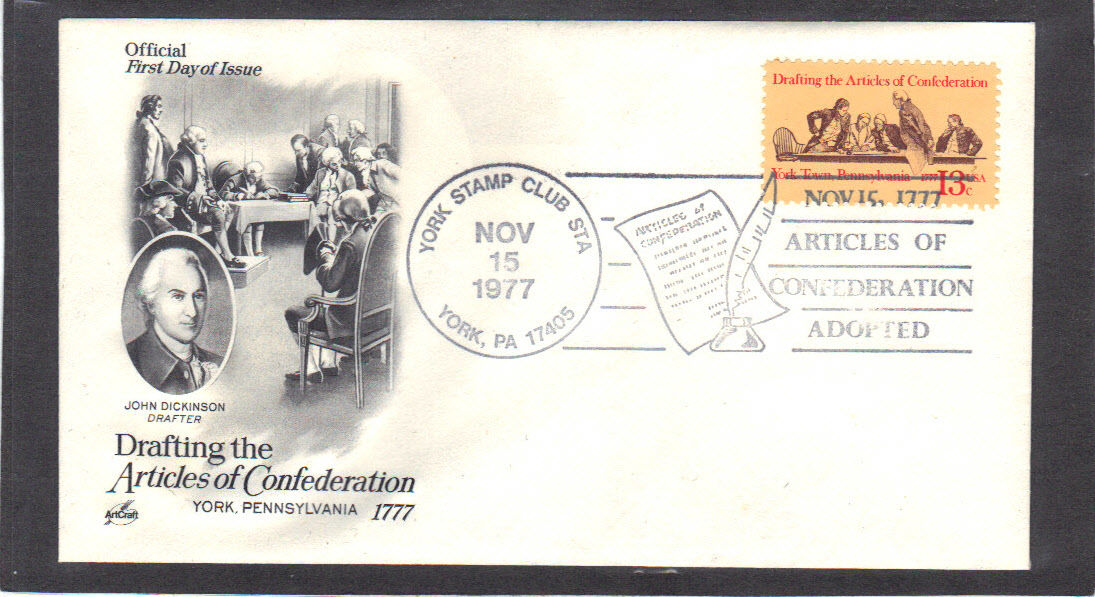 Official
First Day of Issue
JOHN DICKINSON
DRAFTER
Drafting the
Articles of Confederation
YORK, PENNSYLVANIA 1777
ArtCraft
YORK STAMP CLUB STA
NOV
15
1977
YORK, PA 17405
ARTICLES of
CONFEDERATION
Drafting the Articles of Confederation
York Town, Pennsylvania 1777 USA
13c
NOV 15, 1777
ARTICLES OF
CONFEDERATION
ADOPTED